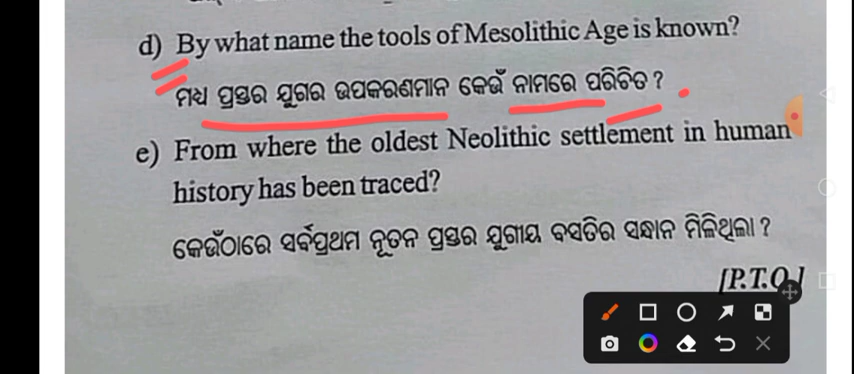 d) By what name the tools of Mesolithic Age is known?
ମଧ୍ୟ ପ୍ରସ୍ତର ଯୁଗର ଉପକରଣମାନ କେଉଁ ନାମରେ ପରିଚିତ ?
e) From where the oldest Neolithic settlement in human
history has been traced?
କେଉଁଠାରେ ସର୍ବପ୍ରଥମ ନୂତନ ପ୍ରସ୍ତର ଯୁଗୀୟ ବସତିର ସନ୍ଧାନ ମିଳିଥିଲା ?
[P.T.O.]